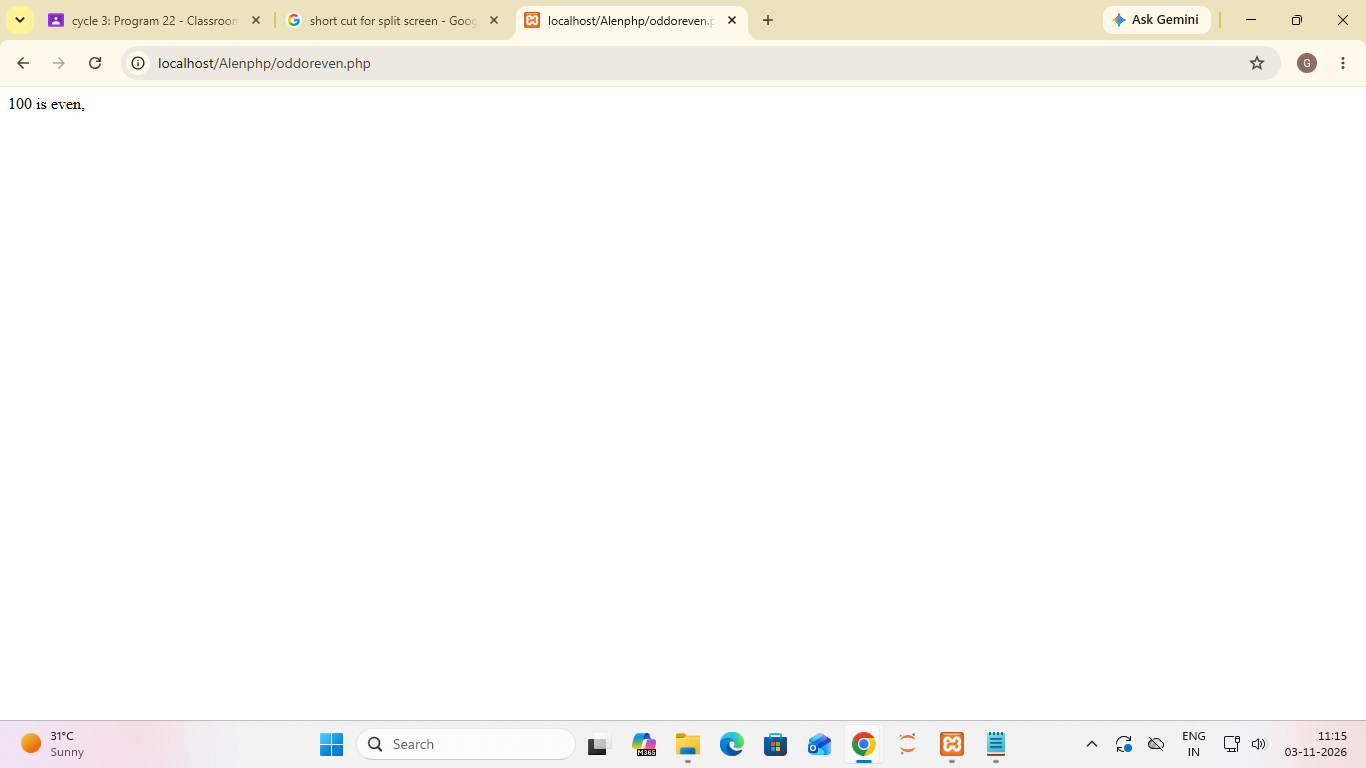 cycle 3: Program 22 - Classroom
short cut for split screen - Goog
localhost/Alenphp/oddoreven.p
Ask Gemini
localhost/Alenphp/oddoreven.php
G
100 is even,
31°C
Sunny
Search
M365
ENG
IN
11:15
03-11-2026